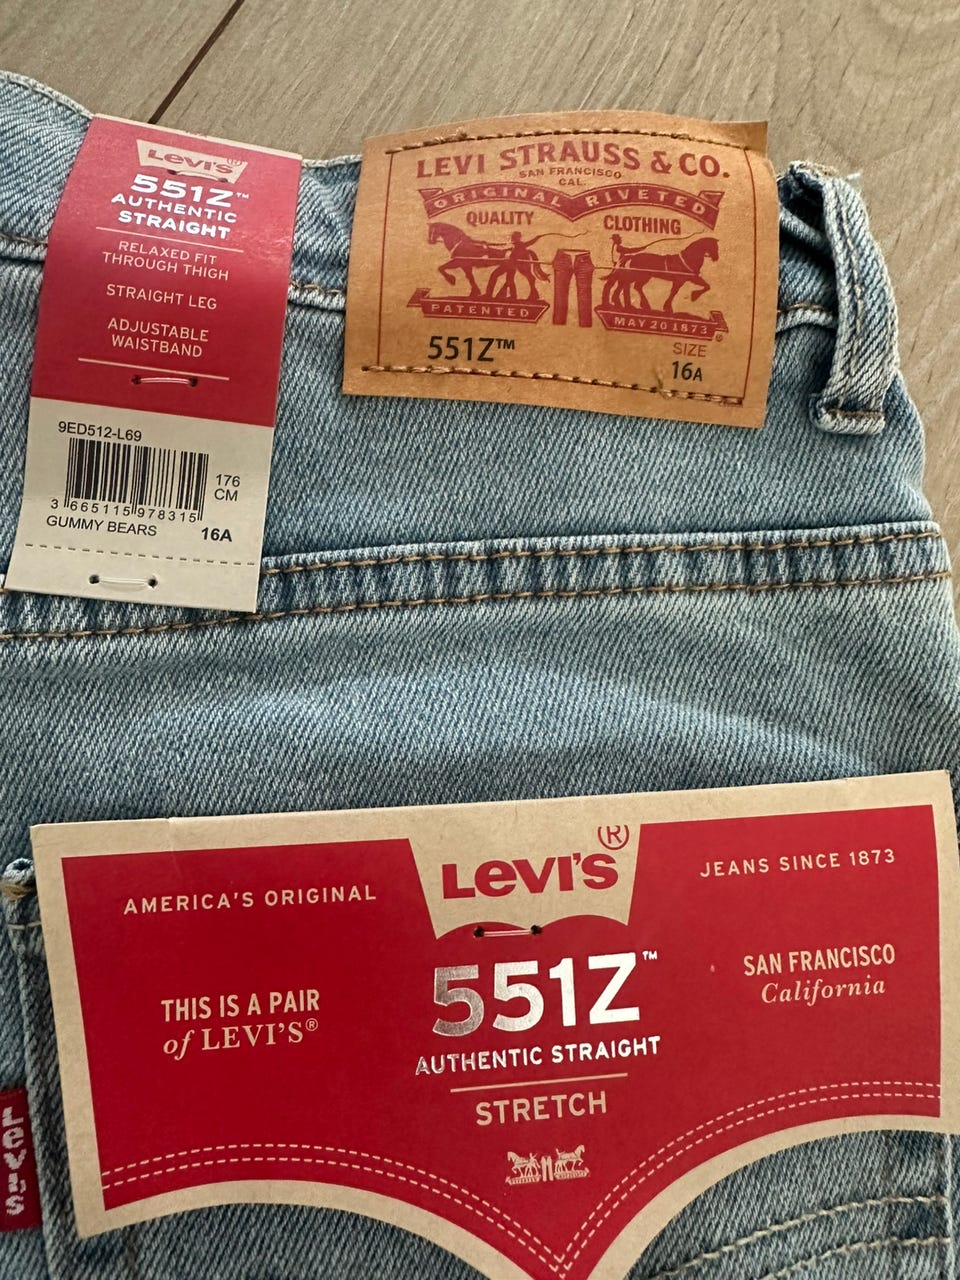 Levi's®
551Z™
AUTHENTIC
STRAIGHT
RELAXED FIT
THROUGH THIGH
STRAIGHT LEG
ADJUSTABLE
WAISTBAND
9ED512-L69
176
CM
3 665115 978315
GUMMY BEARS
16A
LEVI STRAUSS & CO.
SAN FRANCISCO
CAL.
ORIGINAL RIVETED
QUALITY CLOTHING
PATENTED MAY 20 1873
®
551Z™
SIZE
16A
AMERICA'S ORIGINAL
THIS IS A PAIR
of LEVI'S®
LEVI'S®
551Z™
AUTHENTIC STRAIGHT
STRETCH
JEANS SINCE 1873
SAN FRANCISCO
California
Levi's